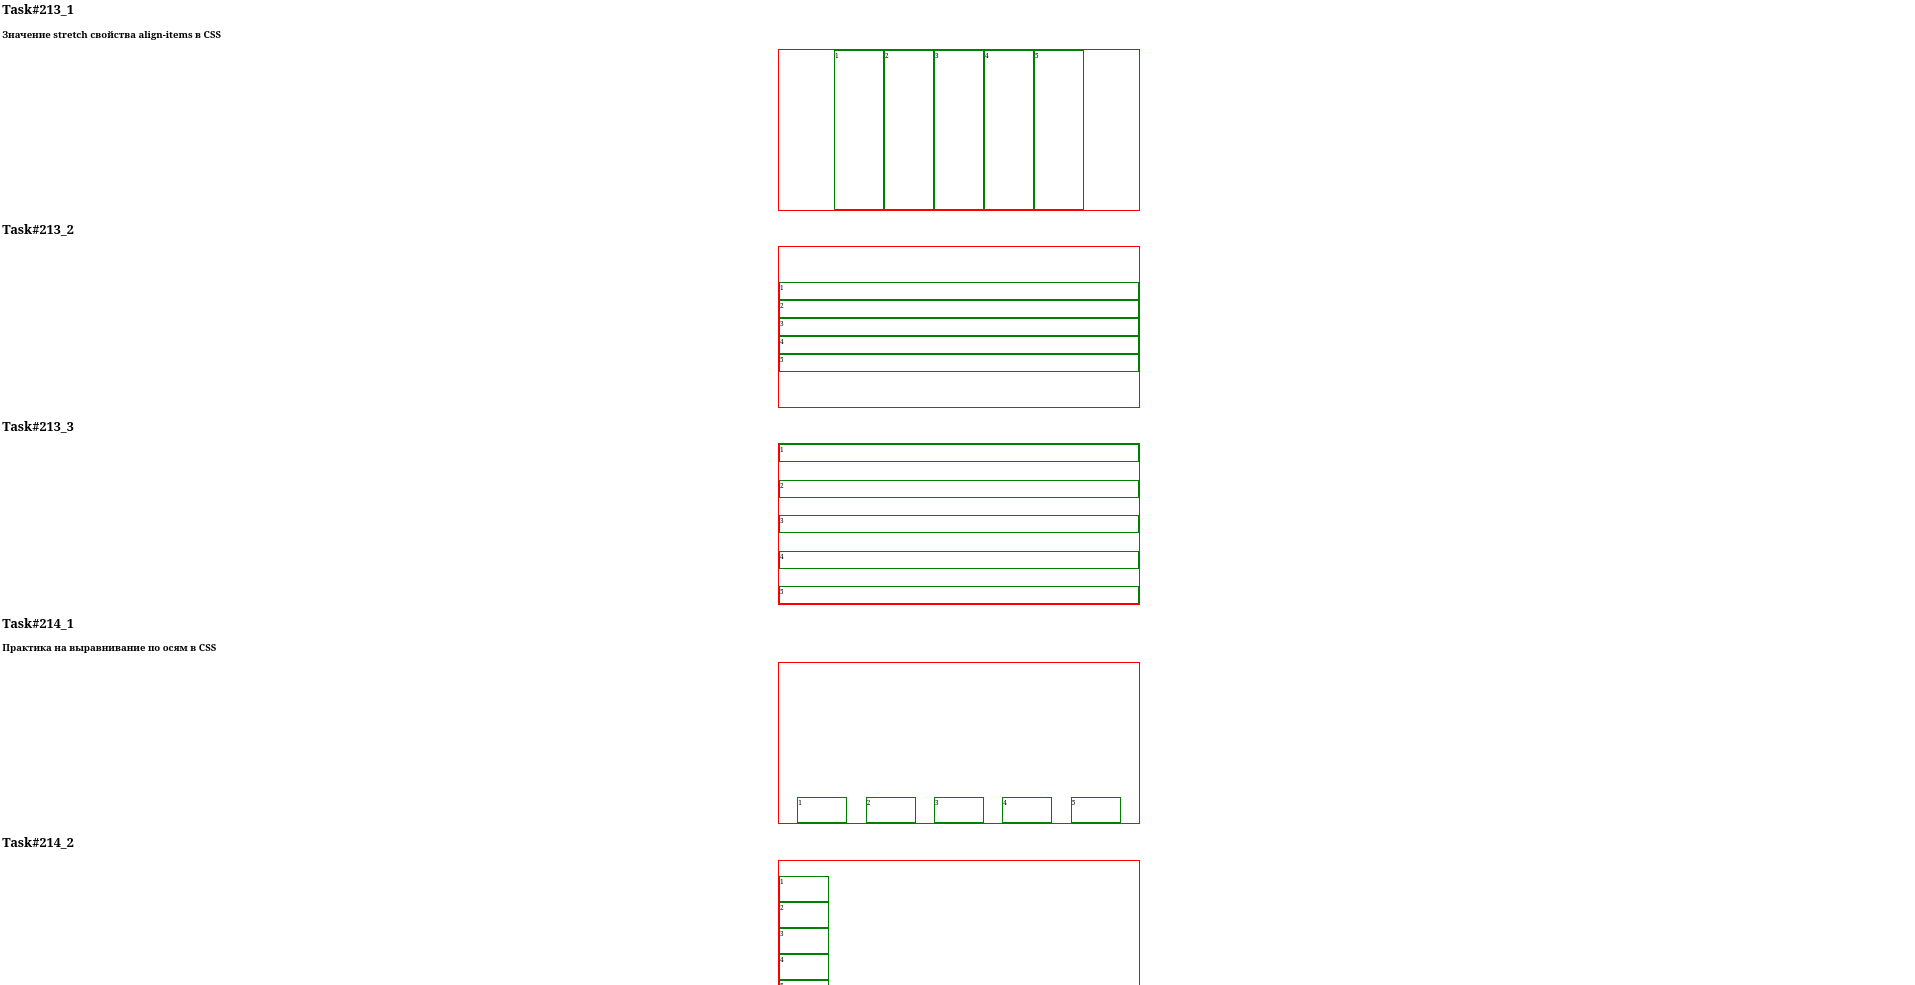 Task#213_1
Значение stretch свойства align-items в CSS
1 2 3 4 5
Task#213_2
1
2
3
4
5
Task#213_3
1
2
3
4
5
Task#214_1
Практика на выравнивание по осям в CSS
1 2 3 4 5
Task#214_2
1
2
3
4